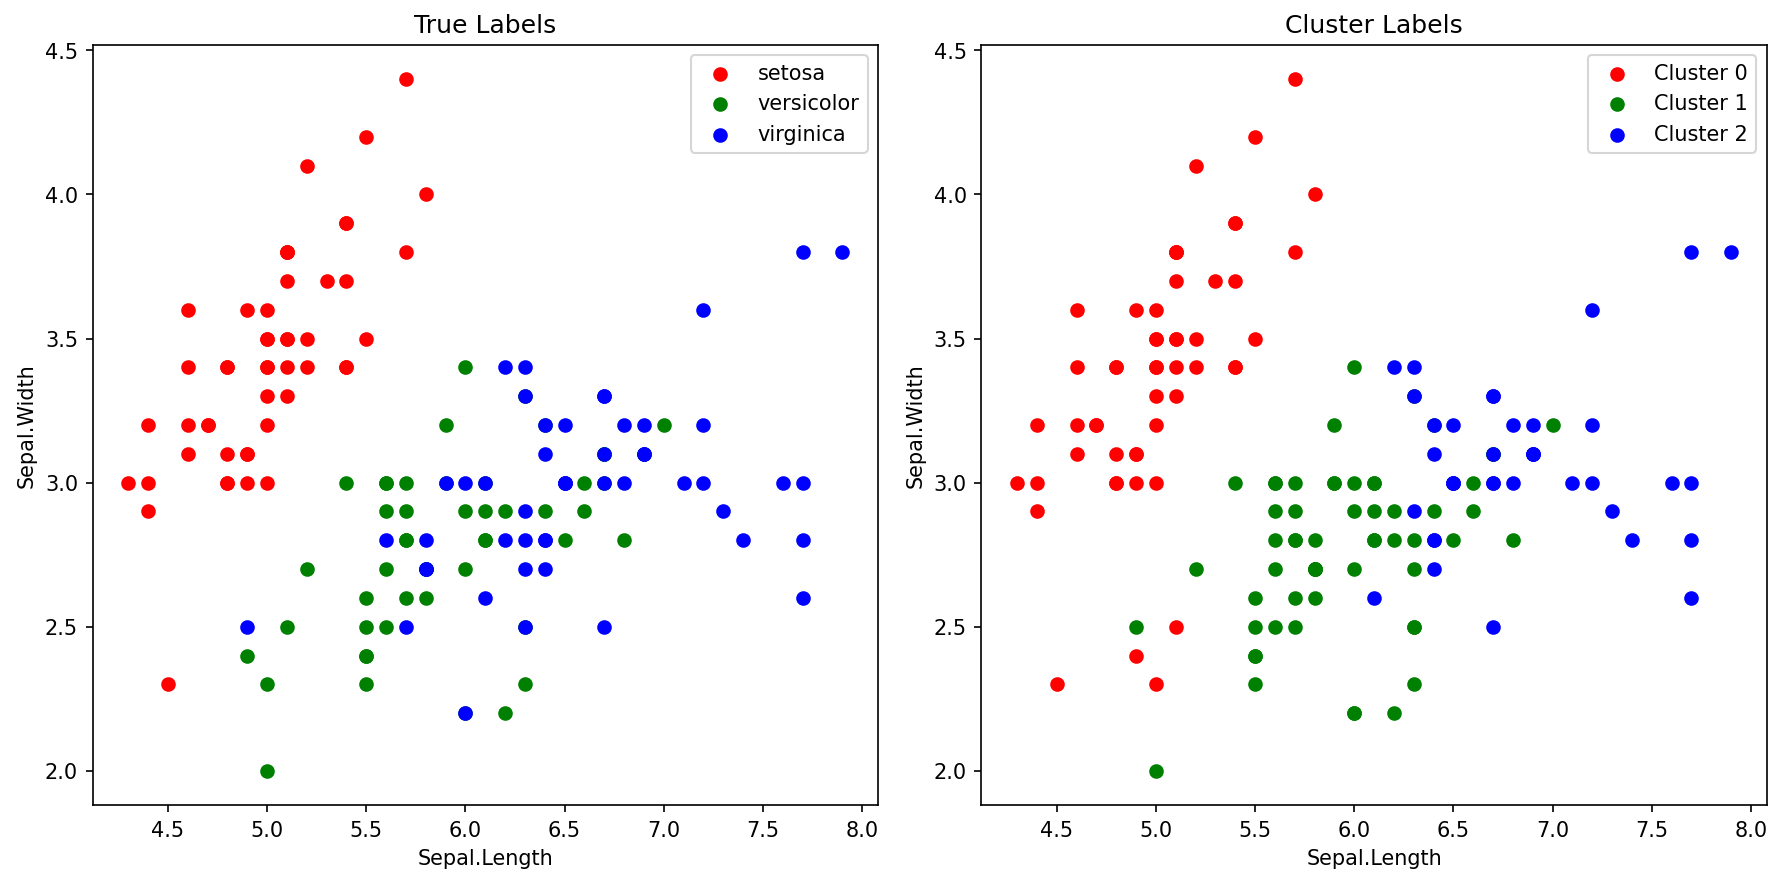 True Labels
4.5
4.0
3.5
3.0
2.5
2.0
Sepal.Width
setosa
versicolor
virginica
4.5 5.0 5.5 6.0 6.5 7.0 7.5 8.0
Sepal.Length
Cluster Labels
4.5
4.0
3.5
3.0
2.5
2.0
Sepal.Width
Cluster 0
Cluster 1
Cluster 2
4.5 5.0 5.5 6.0 6.5 7.0 7.5 8.0
Sepal.Length